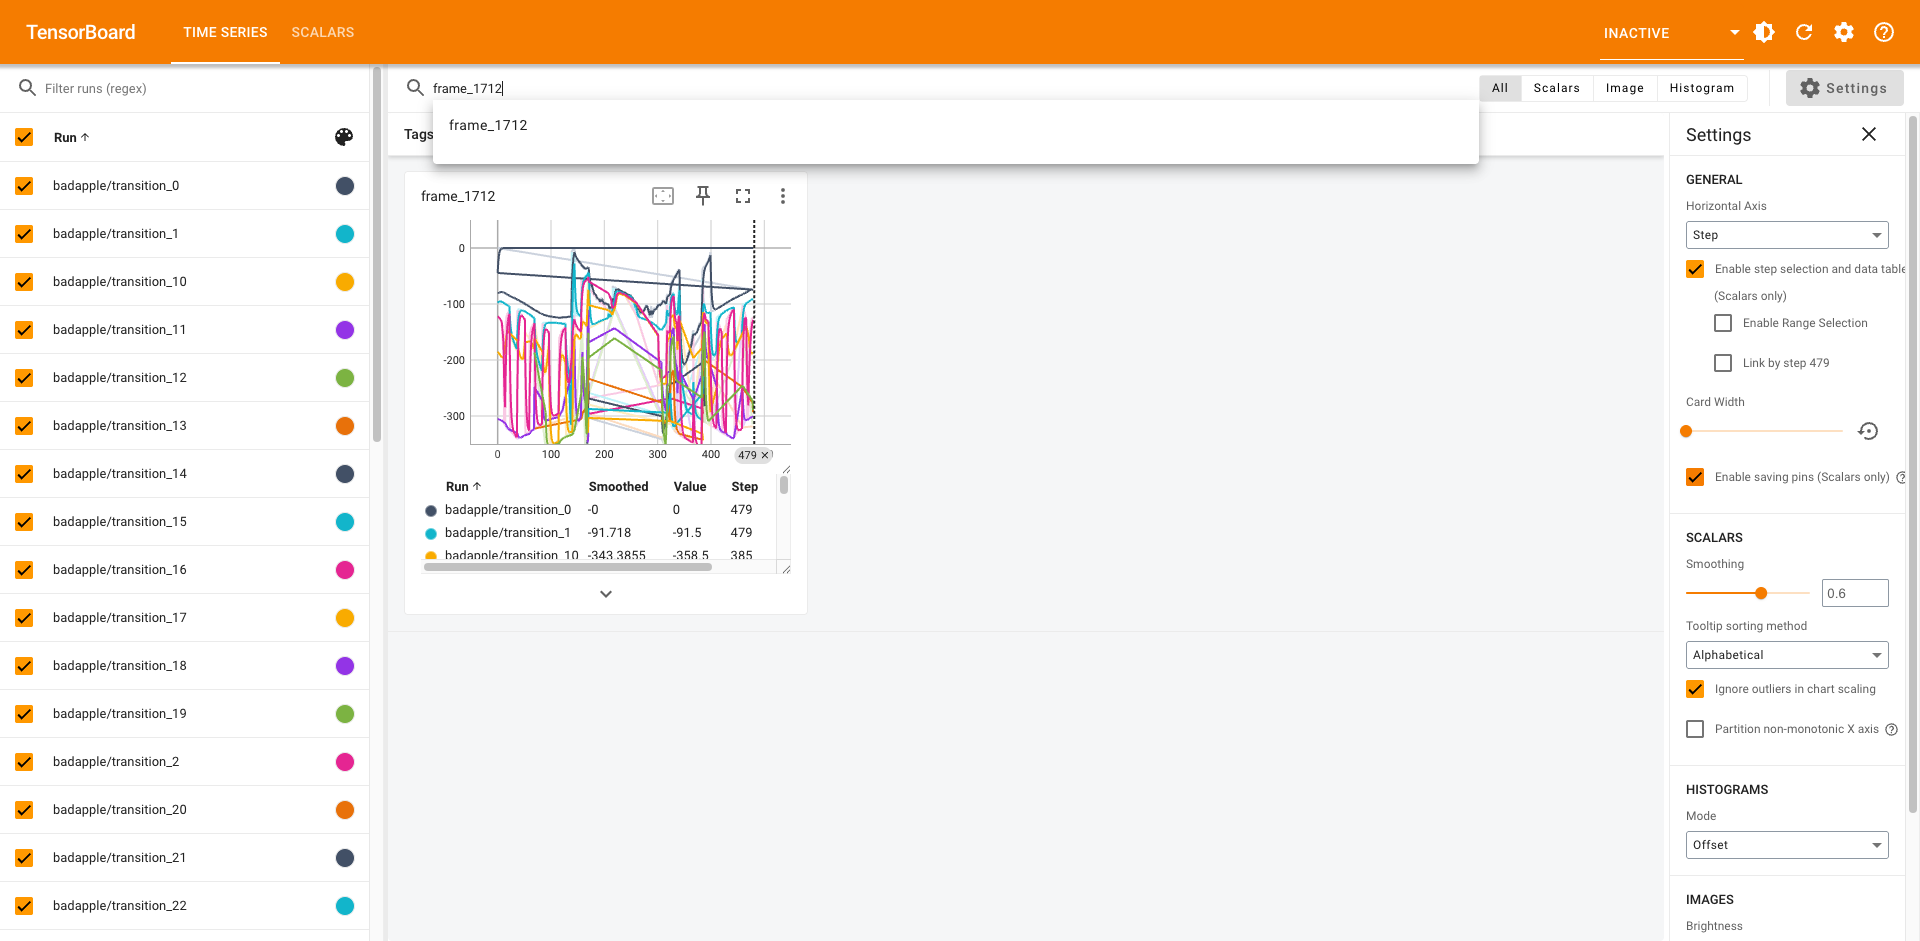 TensorBoard
TIME SERIES
SCALARS
INACTIVE
Filter runs (regex)
frame_1712
All
Scalars
Image
Histogram
Settings
frame_1712
Run
Tags
Settings
badapple/transition_0
badapple/transition_1
badapple/transition_10
badapple/transition_11
badapple/transition_12
badapple/transition_13
badapple/transition_14
badapple/transition_15
badapple/transition_16
badapple/transition_17
badapple/transition_18
badapple/transition_19
badapple/transition_2
badapple/transition_20
badapple/transition_21
badapple/transition_22
frame_1712
0
-100
-200
-300
0 100 200 300 400 479
Run Smoothed Value Step
badapple/transition_0 -0 0 479
badapple/transition_1 -91.718 -91.5 479
badapple/transition_10 -343.3855 -358.5 385
GENERAL
Horizontal Axis
Step
Enable step selection and data table
(Scalars only)
Enable Range Selection
Link by step 479
Card Width
Enable saving pins (Scalars only)
SCALARS
Smoothing
0.6
Tooltip sorting method
Alphabetical
Ignore outliers in chart scaling
Partition non-monotonic X axis
HISTOGRAMS
Mode
Offset
IMAGES
Brightness